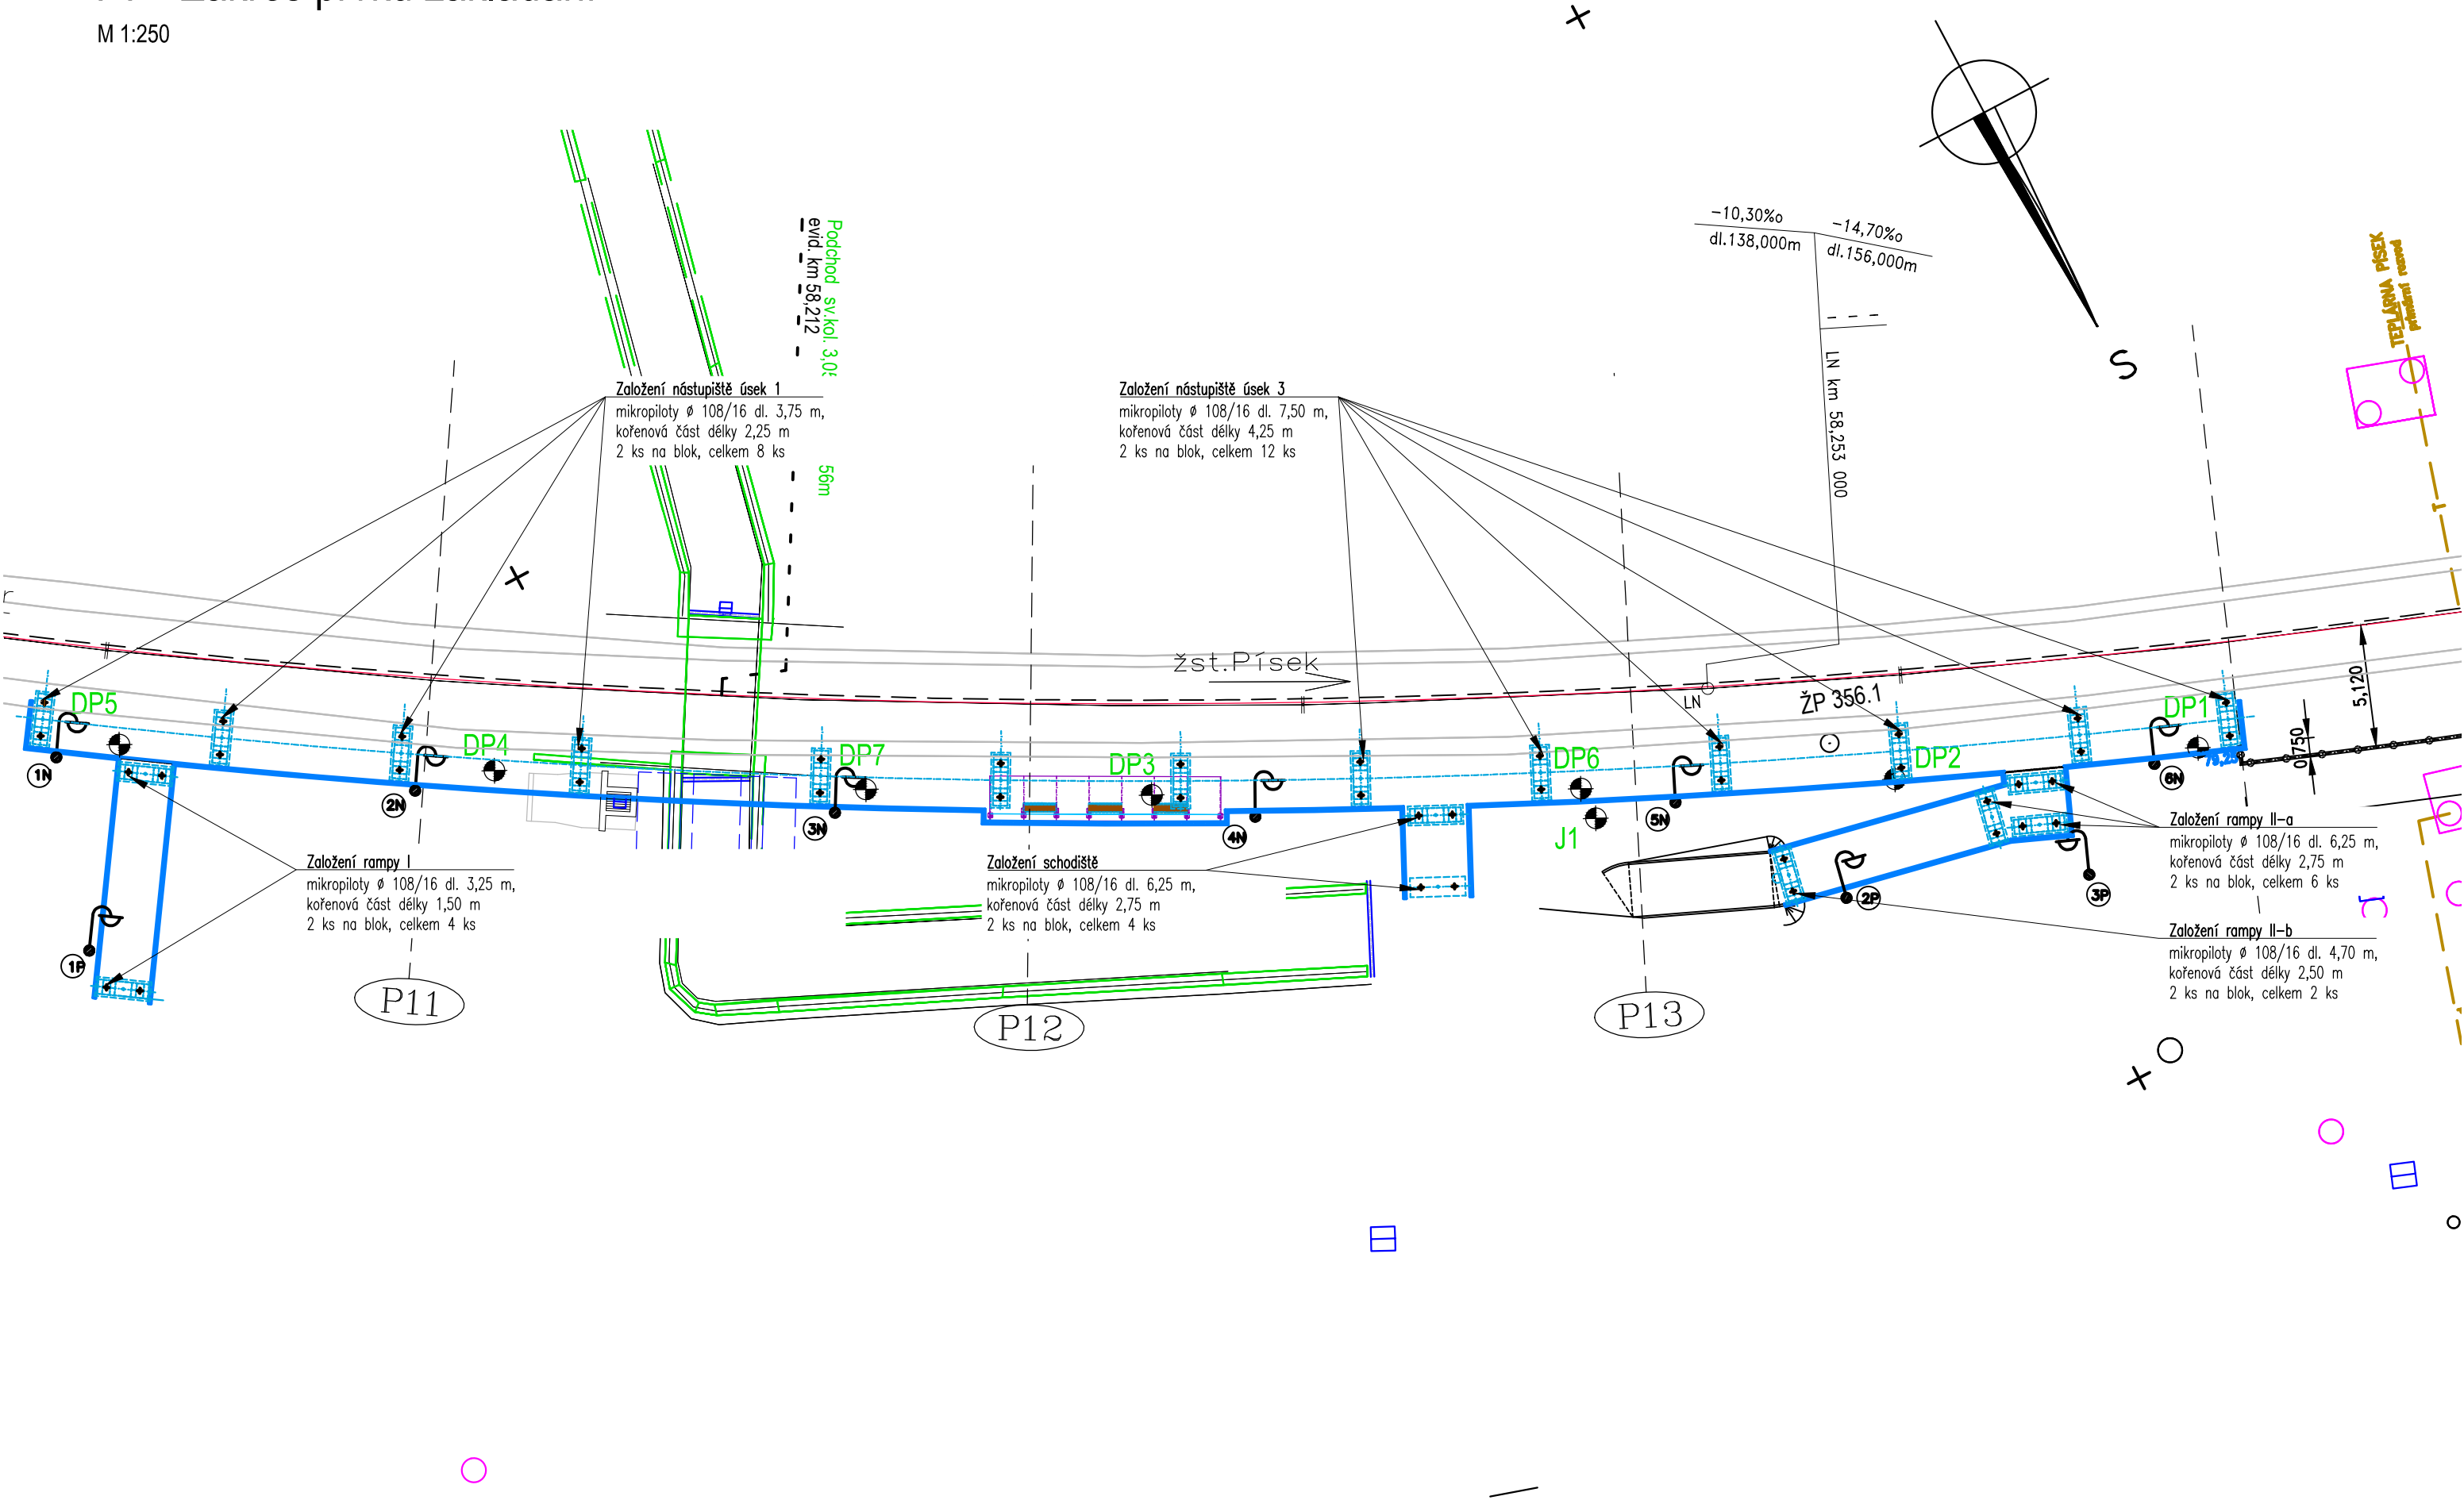 M 1:250
-10,30‰
dl.138,000m
-14,70‰
dl.156,000m
Podchod sv.kol. 3,0
56m
evid. km 58,212
TEPLÁRNA PÍSEK
primární rozvod
S
LN km 58,253 000
Založení nástupiště úsek 1
mikropiloty ø 108/16 dl. 3,75 m,
kořenová část délky 2,25 m
2 ks na blok, celkem 8 ks
Založení nástupiště úsek 3
mikropiloty ø 108/16 dl. 7,50 m,
kořenová část délky 4,25 m
2 ks na blok, celkem 12 ks
T
žst.Písek
LN
ŽP 356.1
5,120
0,750
DP5
DP4
DP7
DP3
DP6
DP2
DP1
J1
1N
2N
3N
4N
5N
6N
1P
2P
3P
Založení rampy I
mikropiloty ø 108/16 dl. 3,25 m,
kořenová část délky 1,50 m
2 ks na blok, celkem 4 ks
Založení schodiště
mikropiloty ø 108/16 dl. 6,25 m,
kořenová část délky 2,75 m
2 ks na blok, celkem 4 ks
Založení rampy II-a
mikropiloty ø 108/16 dl. 6,25 m,
kořenová část délky 2,75 m
2 ks na blok, celkem 6 ks
Založení rampy II-b
mikropiloty ø 108/16 dl. 4,70 m,
kořenová část délky 2,50 m
2 ks na blok, celkem 2 ks
P11
P12
P13